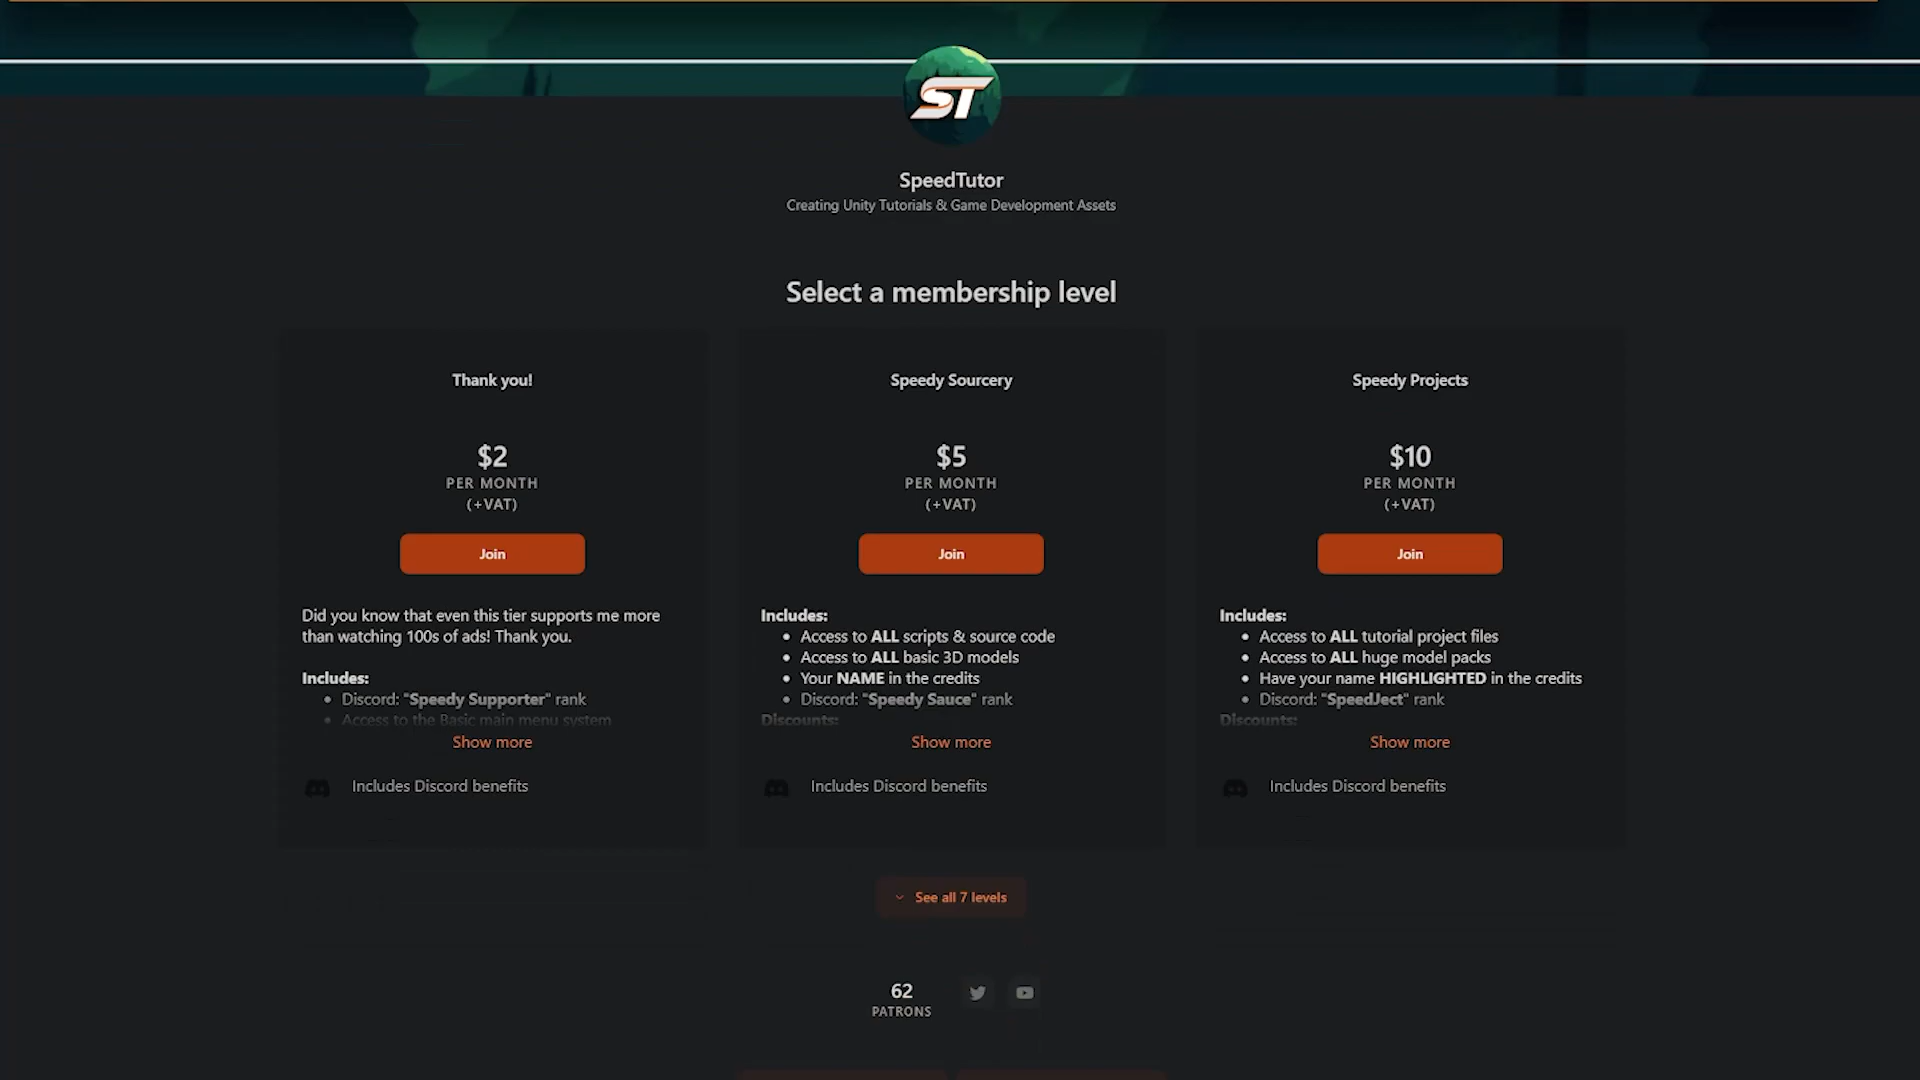 ST
SpeedTutor
Creating Unity Tutorials & Game Development Assets
Select a membership level
Thank you!
$2
PER MONTH
(+VAT)
Join
Did you know that even this tier supports me more
than watching 100s of ads! Thank you.
Includes:
Discord: "Speedy Supporter" rank
Access to the Basic main menu system
Show more
Includes Discord benefits
Speedy Sourcery
$5
PER MONTH
(+VAT)
Join
Includes:
Access to ALL scripts & source code
Access to ALL basic 3D models
Your NAME in the credits
Discord: "Speedy Sauce" rank
Discounts:
Show more
Includes Discord benefits
Speedy Projects
$10
PER MONTH
(+VAT)
Join
Includes:
Access to ALL tutorial project files
Access to ALL huge model packs
Have your name HIGHLIGHTED in the credits
Discord: "SpeedJect" rank
Discounts:
Show more
Includes Discord benefits
See all 7 levels
62
PATRONS